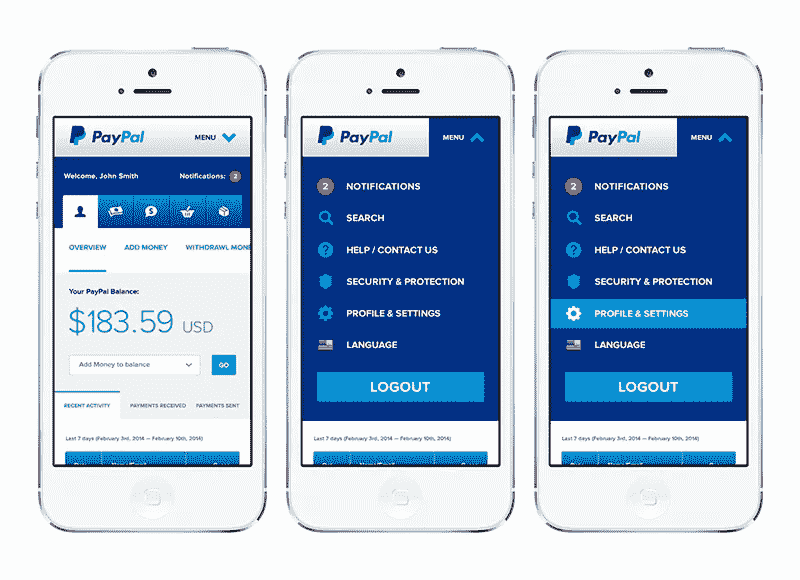 PayPal MENU
Welcome, John Smith Notifications: 2
OVERVIEW ADD MONEY WITHDRAWL MONE
Your PayPal Balance:
$183.59 USD
Add Money to balance GO
RECENT ACTIVITY PAYMENTS RECEIVED PAYMENTS SENT
Last 7 days (February 3rd, 2014 — February 10th, 2014)
PayPal MENU
2 NOTIFICATIONS
SEARCH
HELP / CONTACT US
SECURITY & PROTECTION
PROFILE & SETTINGS
LANGUAGE
LOGOUT
Last 7 days (February 3rd, 2014 — February 10th, 2014)
PayPal MENU
2 NOTIFICATIONS
SEARCH
HELP / CONTACT US
SECURITY & PROTECTION
PROFILE & SETTINGS
LANGUAGE
LOGOUT
Last 7 days (February 3rd, 2014 — February 10th, 2014)